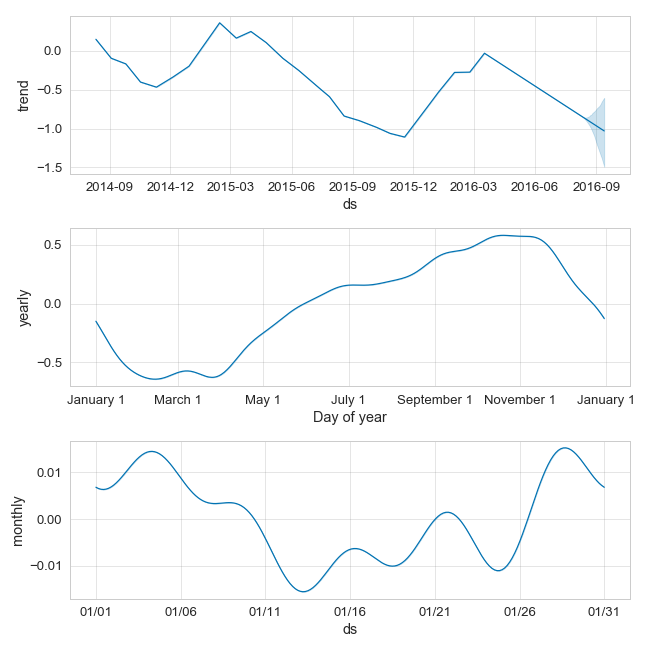 0.0
−0.5
−1.0
−1.5
trend
2014-09 2014-12 2015-03 2015-06 2015-09 2015-12 2016-03 2016-06 2016-09
ds
0.5
0.0
−0.5
yearly
January 1 March 1 May 1 July 1 September 1 November 1 January 1
Day of year
0.01
0.00
−0.01
monthly
01/01 01/06 01/11 01/16 01/21 01/26 01/31
ds